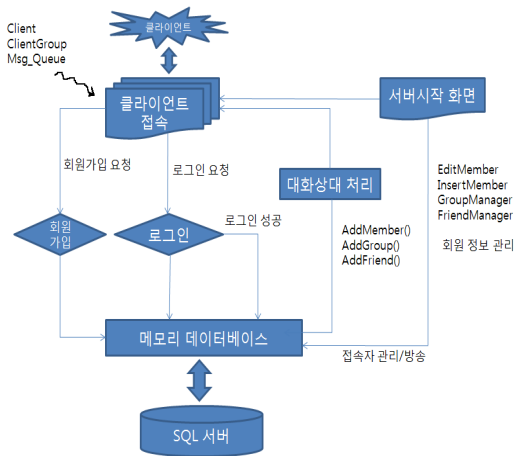 클라이언트
Client
ClientGroup
Msg_Queue
클라이언트
접속
서버시작 화면
회원가입 요청
로그인 요청
대화상대 처리
EditMember
InsertMember
GroupManager
FriendManager
회원 정보 관리
회원
가입
로그인
로그인 성공
AddMember()
AddGroup()
AddFriend()
메모리 데이터베이스
접속자 관리/방송
SQL 서버